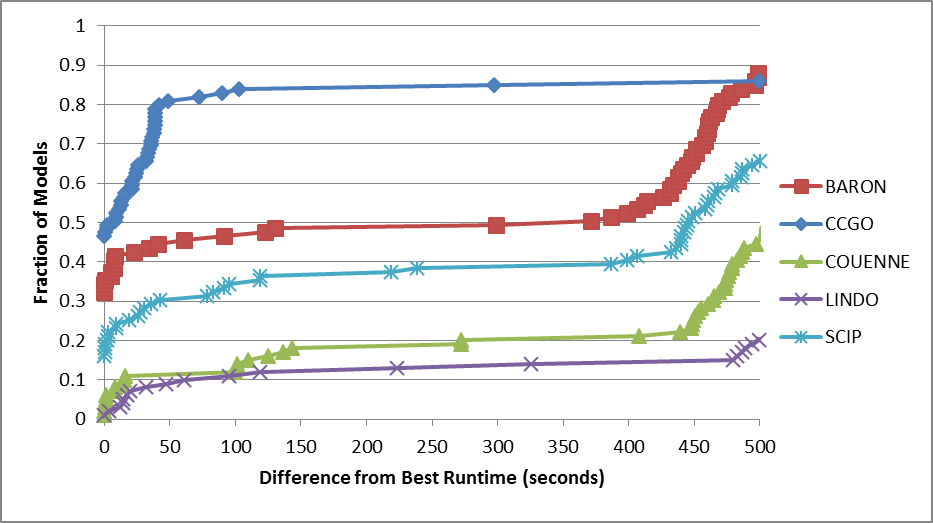 1
0.9
0.8
0.7
0.6
0.5
0.4
0.3
0.2
0.1
0
Fraction of Models
0 50 100 150 200 250 300 350 400 450 500
Difference from Best Runtime (seconds)
BARON
CCGO
COUENNE
LINDO
SCIP